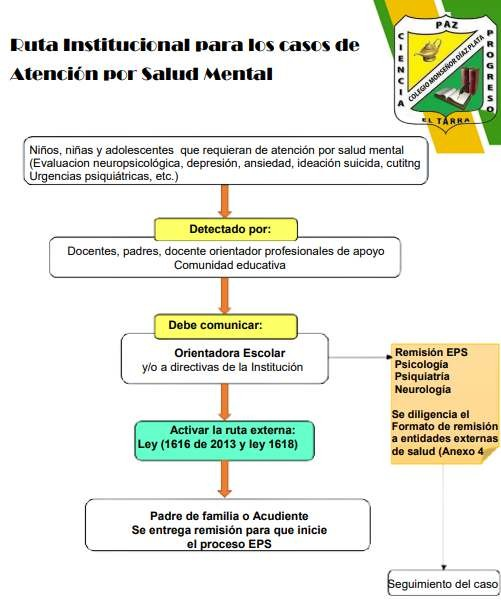 Ruta Institucional para los casos de
Atención por Salud Mental
PAZ
CIENCIA
PROGRESO
COLEGIO MONSEÑOR DIAZ PLATA
EL TARRA
Niños, niñas y adolescentes que requieran de atención por salud mental
(Evaluacion neuropsicológica, depresión, ansiedad, ideación suicida, cutitng
Urgencias psiquiátricas, etc.)
Detectado por:
Docentes, padres, docente orientador profesionales de apoyo
Comunidad educativa
Debe comunicar:
Orientadora Escolar
y/o a directivas de la Institución
Remisión EPS
Psicología
Psiquiatría
Neurología
Se diligencia el
Formato de remisión
a entidades externas
de salud (Anexo 4
Activar la ruta externa:
Ley (1616 de 2013 y ley 1618)
Padre de familia o Acudiente
Se entrega remisión para que inicie
el proceso EPS
Seguimiento del caso